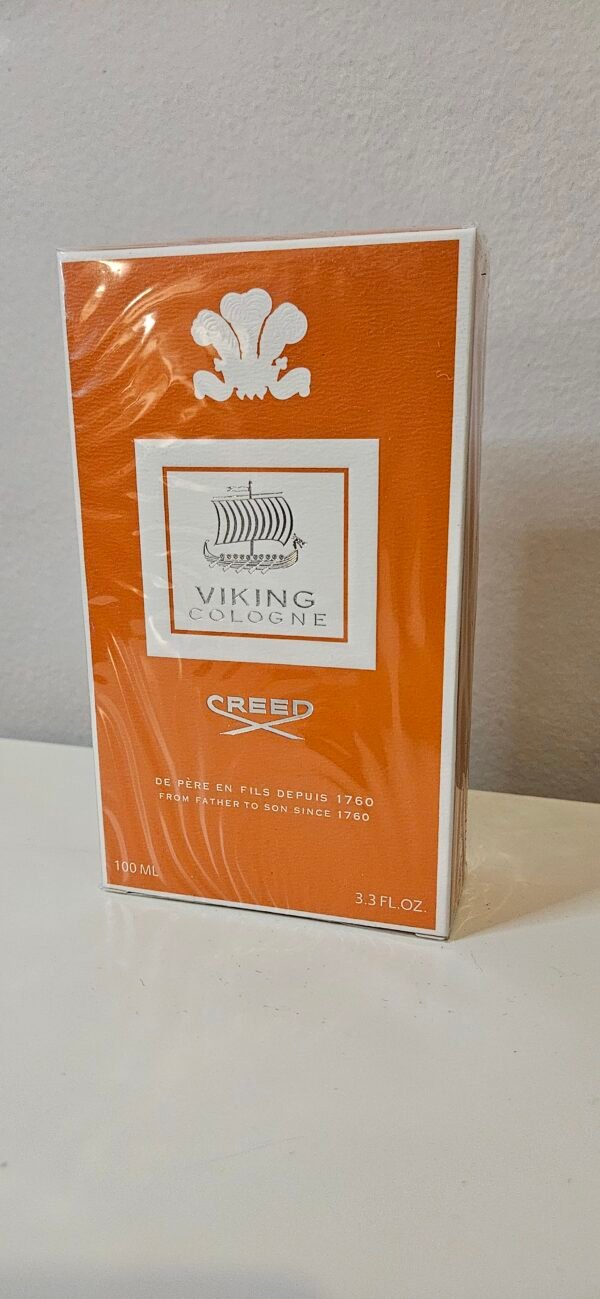 VIKING
COLOGNE
CREED
DE PÈRE EN FILS DEPUIS 1760
FROM FATHER TO SON SINCE 1760
100 ML
3.3 FL.OZ.